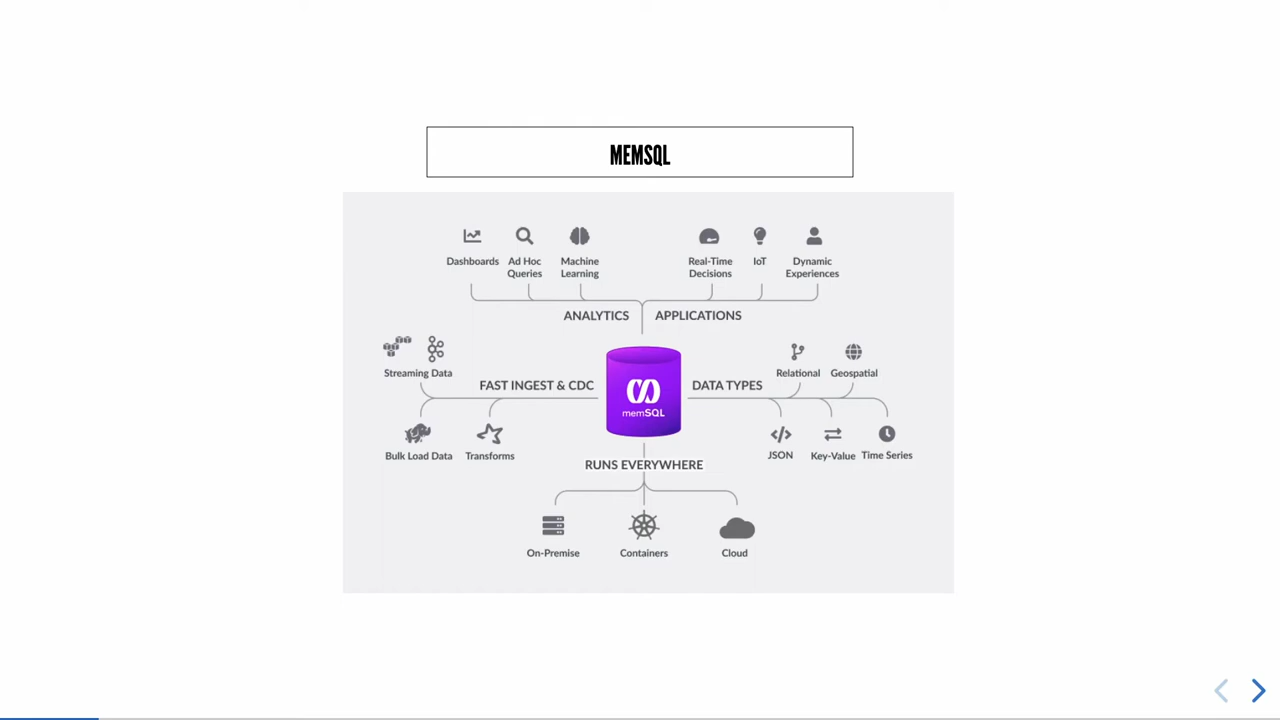 MEMSQL
Dashboards
Ad Hoc
Queries
Machine
Learning
Real-Time
Decisions
IoT
Dynamic
Experiences
ANALYTICS
APPLICATIONS
Streaming Data
FAST INGEST & CDC
Bulk Load Data
Transforms
memSQL
DATA TYPES
Relational
Geospatial
JSON
Key-Value
Time Series
RUNS EVERYWHERE
On-Premise
Containers
Cloud